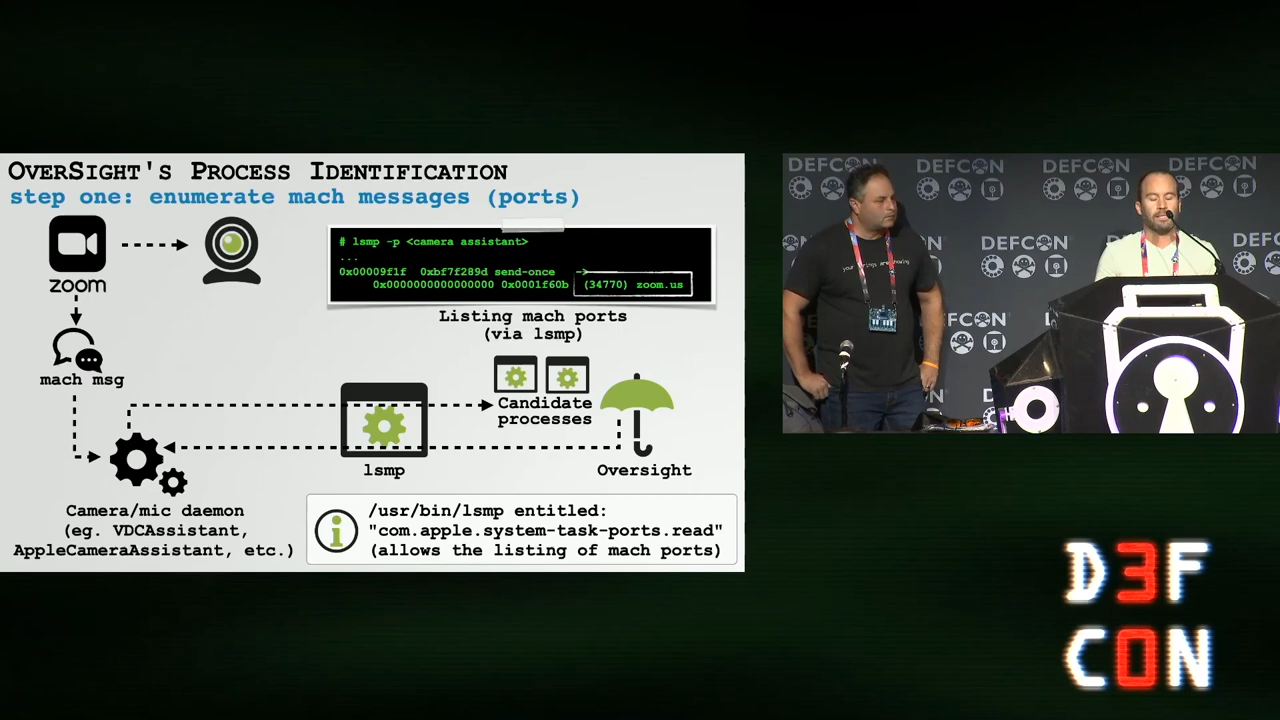 OverSight's Process Identification
step one: enumerate mach messages (ports)
zoom
mach msg
Camera/mic daemon
(eg. VDCAssistant,
AppleCameraAssistant, etc.)
# lsmp -p <camera assistant>
...
0x00009f1f 0xbf7f289d send-once ->
0x0000000000000000 0x0001f60b (34770) zoom.us
Listing mach ports
(via lsmp)
Candidate
processes
lsmp
Oversight
/usr/bin/lsmp entitled:
"com.apple.system-task-ports.read"
(allows the listing of mach ports)
DEFCON
DEFCON
DEFCON
DEFCON
DEFCON
DEFCON
DEFCON
D3F
C0N